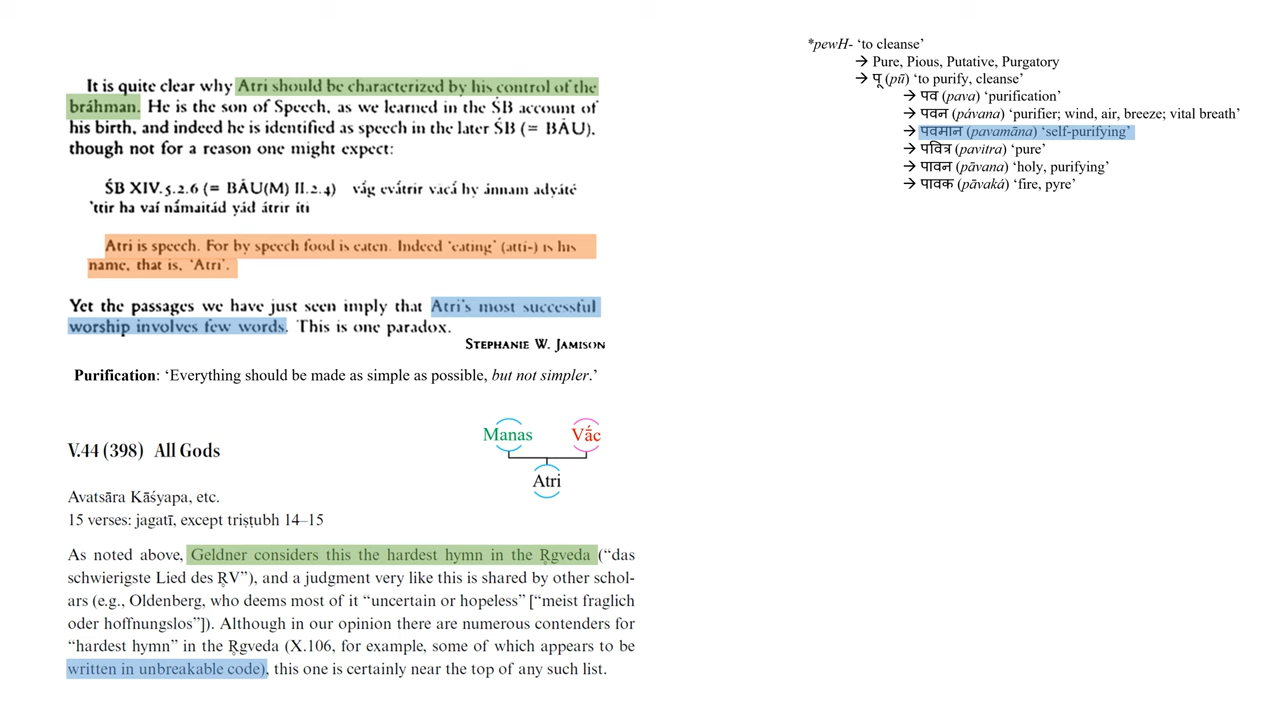 It is quite clear why Atri should be characterized by his control of the
bráhman. He is the son of Speech, as we learned in the ŚB account of
his birth, and indeed he is identified as speech in the later ŚB (= BĀU),
though not for a reason one might expect:
ŚB XIV.5.2.6 (= BĀU(M) II.2.4) vág evátrir vacá hy ánnam adyáté
'ttir ha vaí námaitád yád átrir íti
Atri is speech. For by speech food is eaten. Indeed 'eating' (atti-) is his
name, that is, 'Atri'.
Yet the passages we have just seen imply that Atri's most successful
worship involves few words. This is one paradox.
STEPHANIE W. JAMISON
Purification: ‘Everything should be made as simple as possible, but not simpler.’
Manas Vā́c
Atri
V.44 (398) All Gods
Avatsāra Kāśyapa, etc.
15 verses: jagatī, except triṣṭubh 14–15
As noted above, Geldner considers this the hardest hymn in the R̥gveda (“das
schwierigste Lied des R̥V”), and a judgment very like this is shared by other schol-
ars (e.g., Oldenberg, who deems most of it “uncertain or hopeless” [“meist fraglich
oder hoffnungslos”]). Although in our opinion there are numerous contenders for
“hardest hymn” in the R̥gveda (X.106, for example, some of which appears to be
written in unbreakable code), this one is certainly near the top of any such list.
*pewH- ‘to cleanse’
→ Pure, Pious, Putative, Purgatory
→ पू (pū) ‘to purify, cleanse’
→ पव (pava) ‘purification’
→ पवन (pávana) ‘purifier; wind, air, breeze; vital breath’
→ पवमान (pavamāna) ‘self-purifying’
→ पवित्र (pavitra) ‘pure’
→ पावन (pāvana) ‘holy, purifying’
→ पावक (pāvaká) ‘fire, pyre’